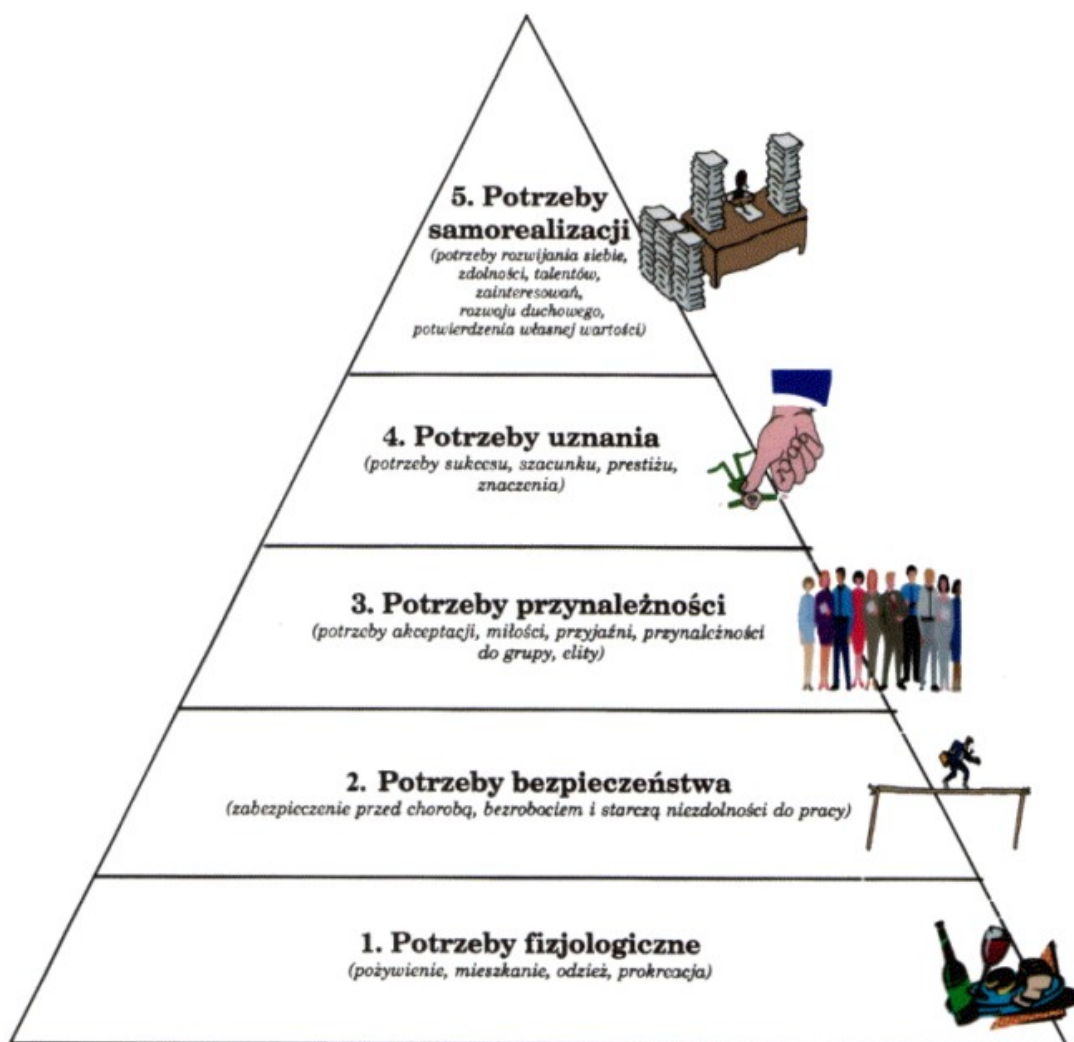 5. Potrzeby
samorealizacji
(potrzeby rozwijania siebie,
zdolności, talentów,
zainteresowań,
rozwoju duchowego,
potwierdzenia własnej wartości)
4. Potrzeby uznania
(potrzeby sukcesu, szacunku, prestiżu,
znaczenia)
3. Potrzeby przynależności
(potrzeby akceptacji, miłości, przyjaźni, przynależności
do grupy, elity)
2. Potrzeby bezpieczeństwa
(zabezpieczenie przed chorobą, bezrobociem i starczą niezdolności do pracy)
1. Potrzeby fizjologiczne
(pożywienie, mieszkanie, odzież, prokreacja)